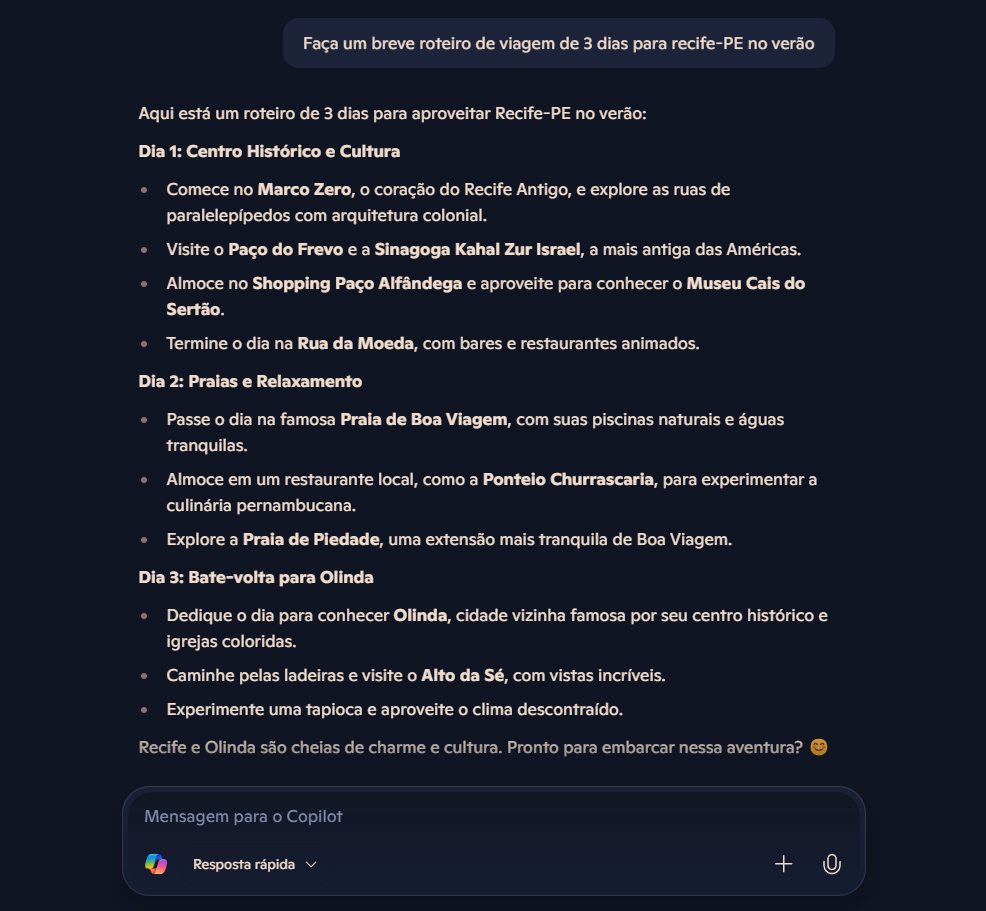 Faça um breve roteiro de viagem de 3 dias para recife-PE no verão
Aqui está um roteiro de 3 dias para aproveitar Recife-PE no verão:
Dia 1: Centro Histórico e Cultura
Comece no Marco Zero, o coração do Recife Antigo, e explore as ruas de
paralelepípedos com arquitetura colonial.
Visite o Paço do Frevo e a Sinagoga Kahal Zur Israel, a mais antiga das Américas.
Almoce no Shopping Paço Alfândega e aproveite para conhecer o Museu Cais do
Sertão.
Termine o dia na Rua da Moeda, com bares e restaurantes animados.
Dia 2: Praias e Relaxamento
Passe o dia na famosa Praia de Boa Viagem, com suas piscinas naturais e águas
tranquilas.
Almoce em um restaurante local, como a Ponteio Churrascaria, para experimentar a
culinária pernambucana.
Explore a Praia de Piedade, uma extensão mais tranquila de Boa Viagem.
Dia 3: Bate-volta para Olinda
Dedique o dia para conhecer Olinda, cidade vizinha famosa por seu centro histórico e
igrejas coloridas.
Caminhe pelas ladeiras e visite o Alto da Sé, com vistas incríveis.
Experimente uma tapioca e aproveite o clima descontraído.
Recife e Olinda são cheias de charme e cultura. Pronto para embarcar nessa aventura? 😊
Mensagem para o Copilot
Resposta rápida